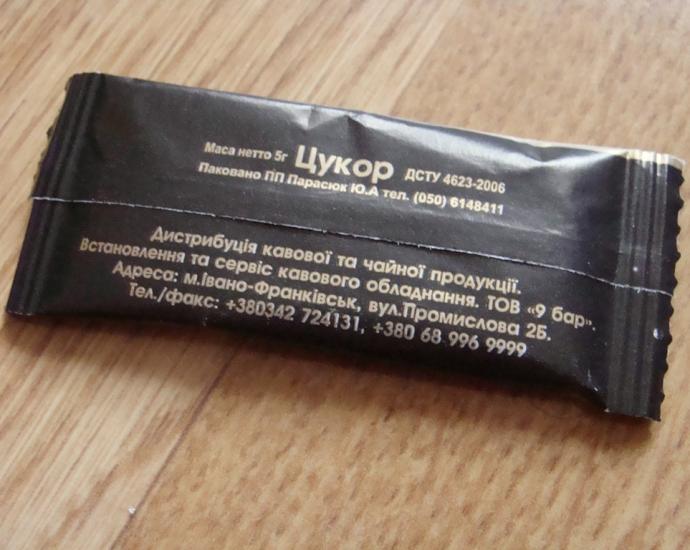 Маса нетто 5г Цукор ДСТУ 4623-2006
Паковано ПП Парасюк Ю.А тел. (050) 6148411
Дистрибуція кавової та чайної продукції.
Встановлення та сервіс кавового обладнання. ТОВ «9 бар».
Адреса: м.Івано-Франківськ, вул.Промислова 2Б.
Тел./факс: +380342 724131, +380 68 996 9999